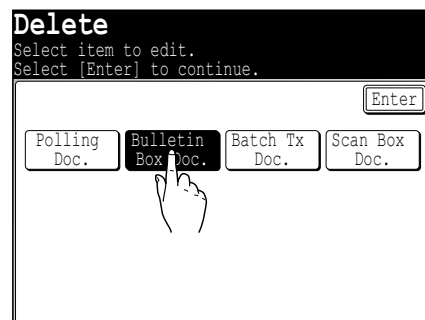 Delete
Select item to edit.
Select [Enter] to continue.
Enter
Polling Doc.
Bulletin Box Doc.
Batch Tx Doc.
Scan Box Doc.